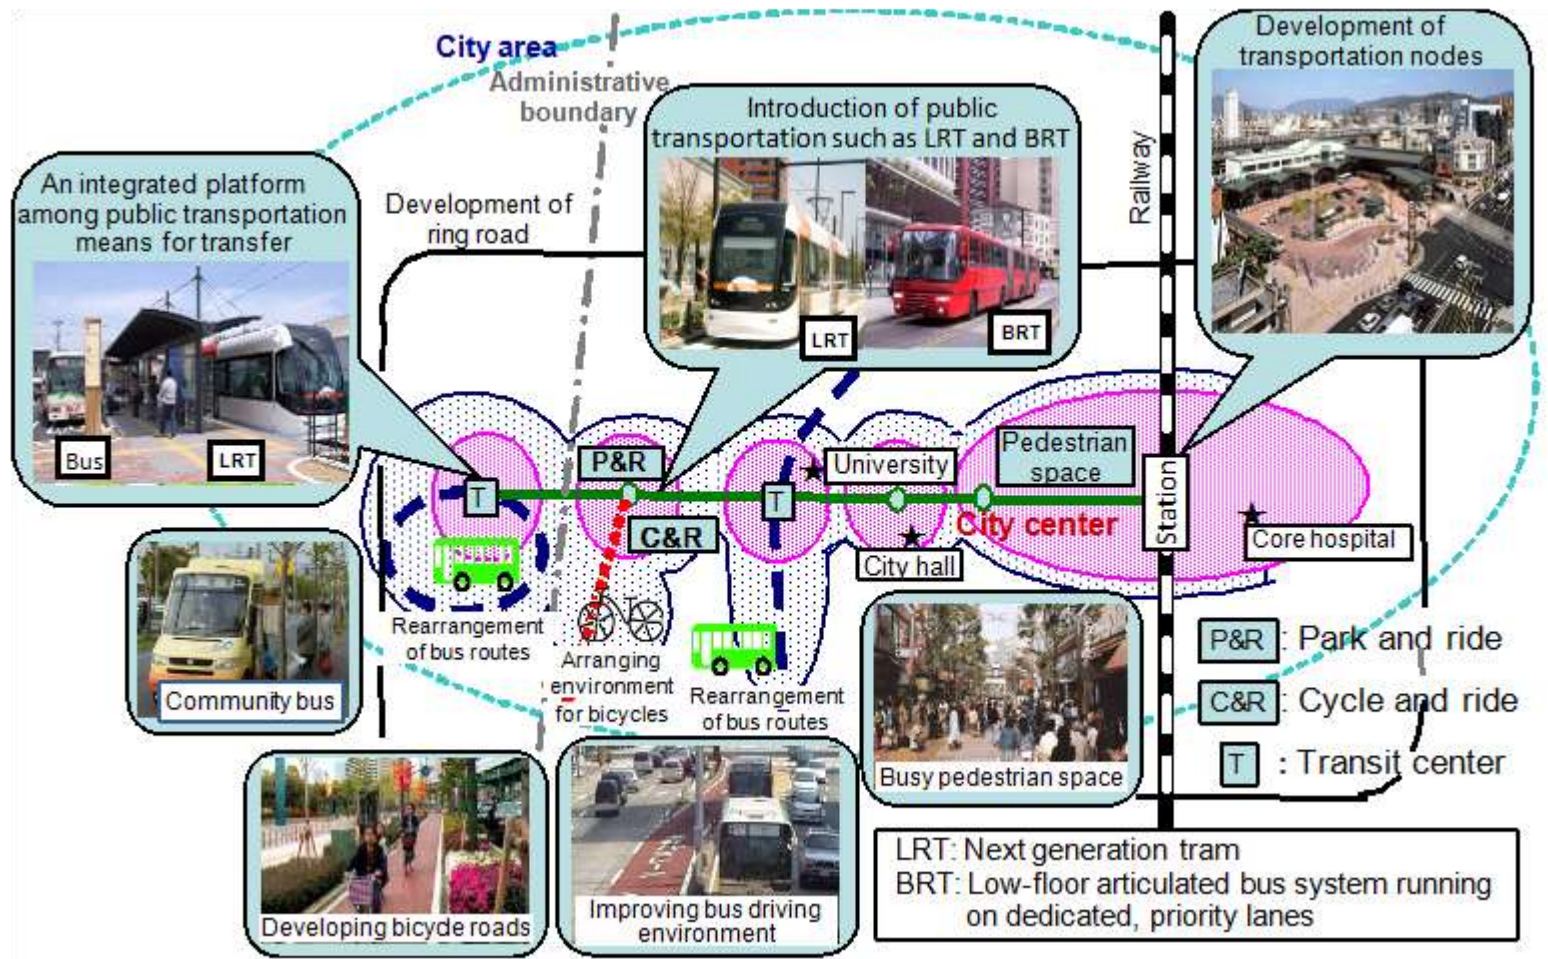 City area
Administrative
boundary
Development of
transportation nodes
Introduction of public
transportation such as LRT and BRT
LRT
BRT
Railway
An integrated platform
among public transportation
means for transfer
Bus
LRT
Development of
ring road
P&R
C&R
T
T
University
Pedestrian
space
City center
City hall
Station
Core hospital
Rearrangement
of bus routes
Arranging
environment
for bicycles
Rearrangement
of bus routes
Community bus
Busy pedestrian space
Developing bicycle roads
Improving bus driving
environment
P&R : Park and ride
C&R : Cycle and ride
T : Transit center
LRT: Next generation tram
BRT: Low-floor articulated bus system running
on dedicated, priority lanes